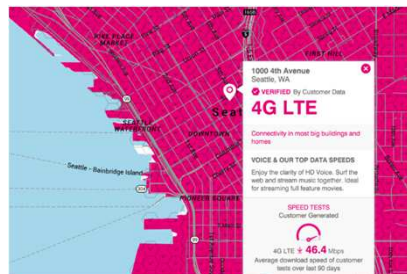 PIKE PLACE
MARKET
FIRST HILL
SEATTLE
WATERFRONT
DOWNTOWN
Seattle - Bainbridge Island
PIONEER SQUARE
Seat
1000 4th Avenue
Seattle, WA
VERIFIED By Customer Data
4G LTE
Connectivity in most big buildings and
homes
VOICE & OUR TOP DATA SPEEDS
Enjoy the clarity of HD Voice. Surf the
web and stream music together. Ideal
for streaming full feature movies.
SPEED TESTS
Customer Generated
4G LTE 46.4 Mbps
Average download speed of customer
tests over last 90 days